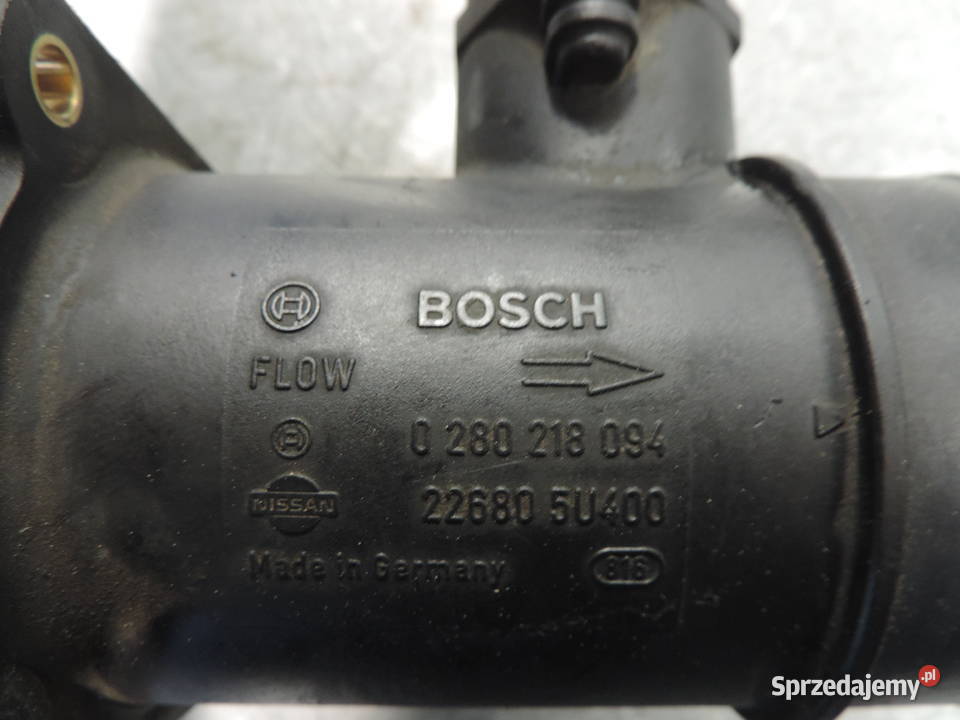 BOSCH
FLOW
0 280 218 094
NISSAN
22680 5U400
Made in Germany
816
Sprzedajemy.pl